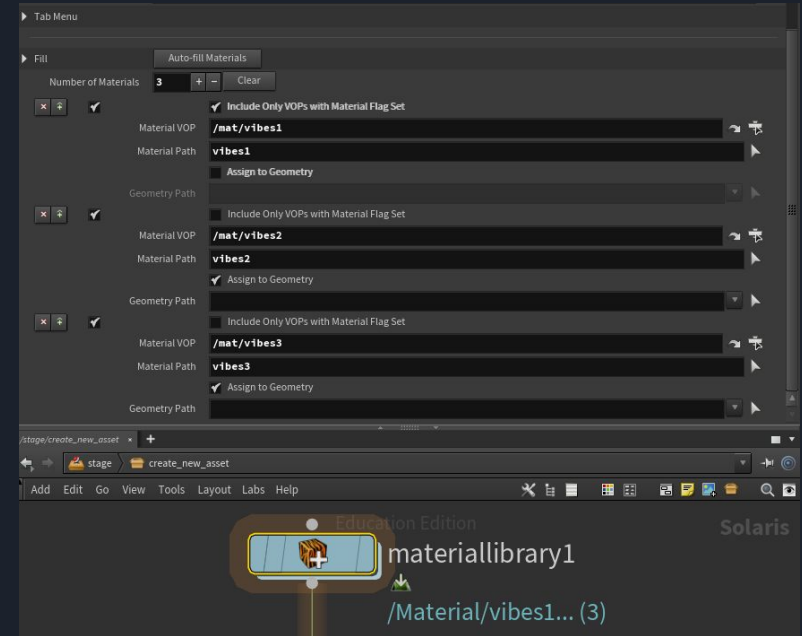 Tab Menu
Fill Auto-fill Materials
Number of Materials 3 + - Clear
Include Only VOPs with Material Flag Set
Material VOP /mat/vibes1
Material Path vibes1
Assign to Geometry
Geometry Path
Include Only VOPs with Material Flag Set
Material VOP /mat/vibes2
Material Path vibes2
Assign to Geometry
Geometry Path
Include Only VOPs with Material Flag Set
Material VOP /mat/vibes3
Material Path vibes3
Assign to Geometry
Geometry Path
/stage/create_new_asset × +
stage create_new_asset
Add Edit Go View Tools Layout Labs Help
Education Edition Solaris
materiallibrary1
/Material/vibes1... (3)